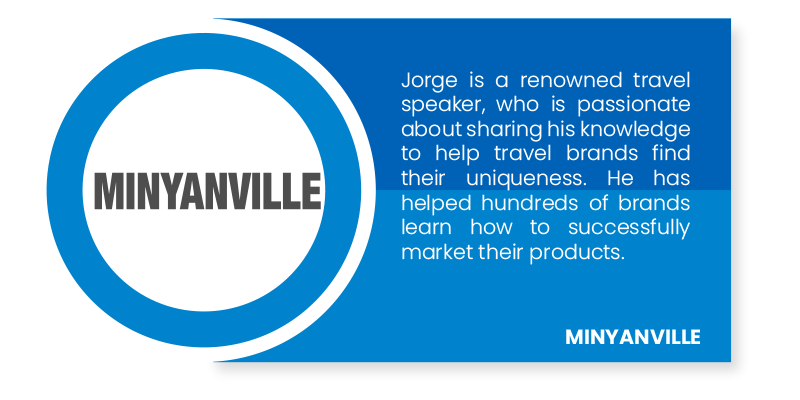 MINYANVILLE
Jorge is a renowned travel
speaker, who is passionate
about sharing his knowledge
to help travel brands find
their uniqueness. He has
helped hundreds of brands
learn how to successfully
market their products.
MINYANVILLE